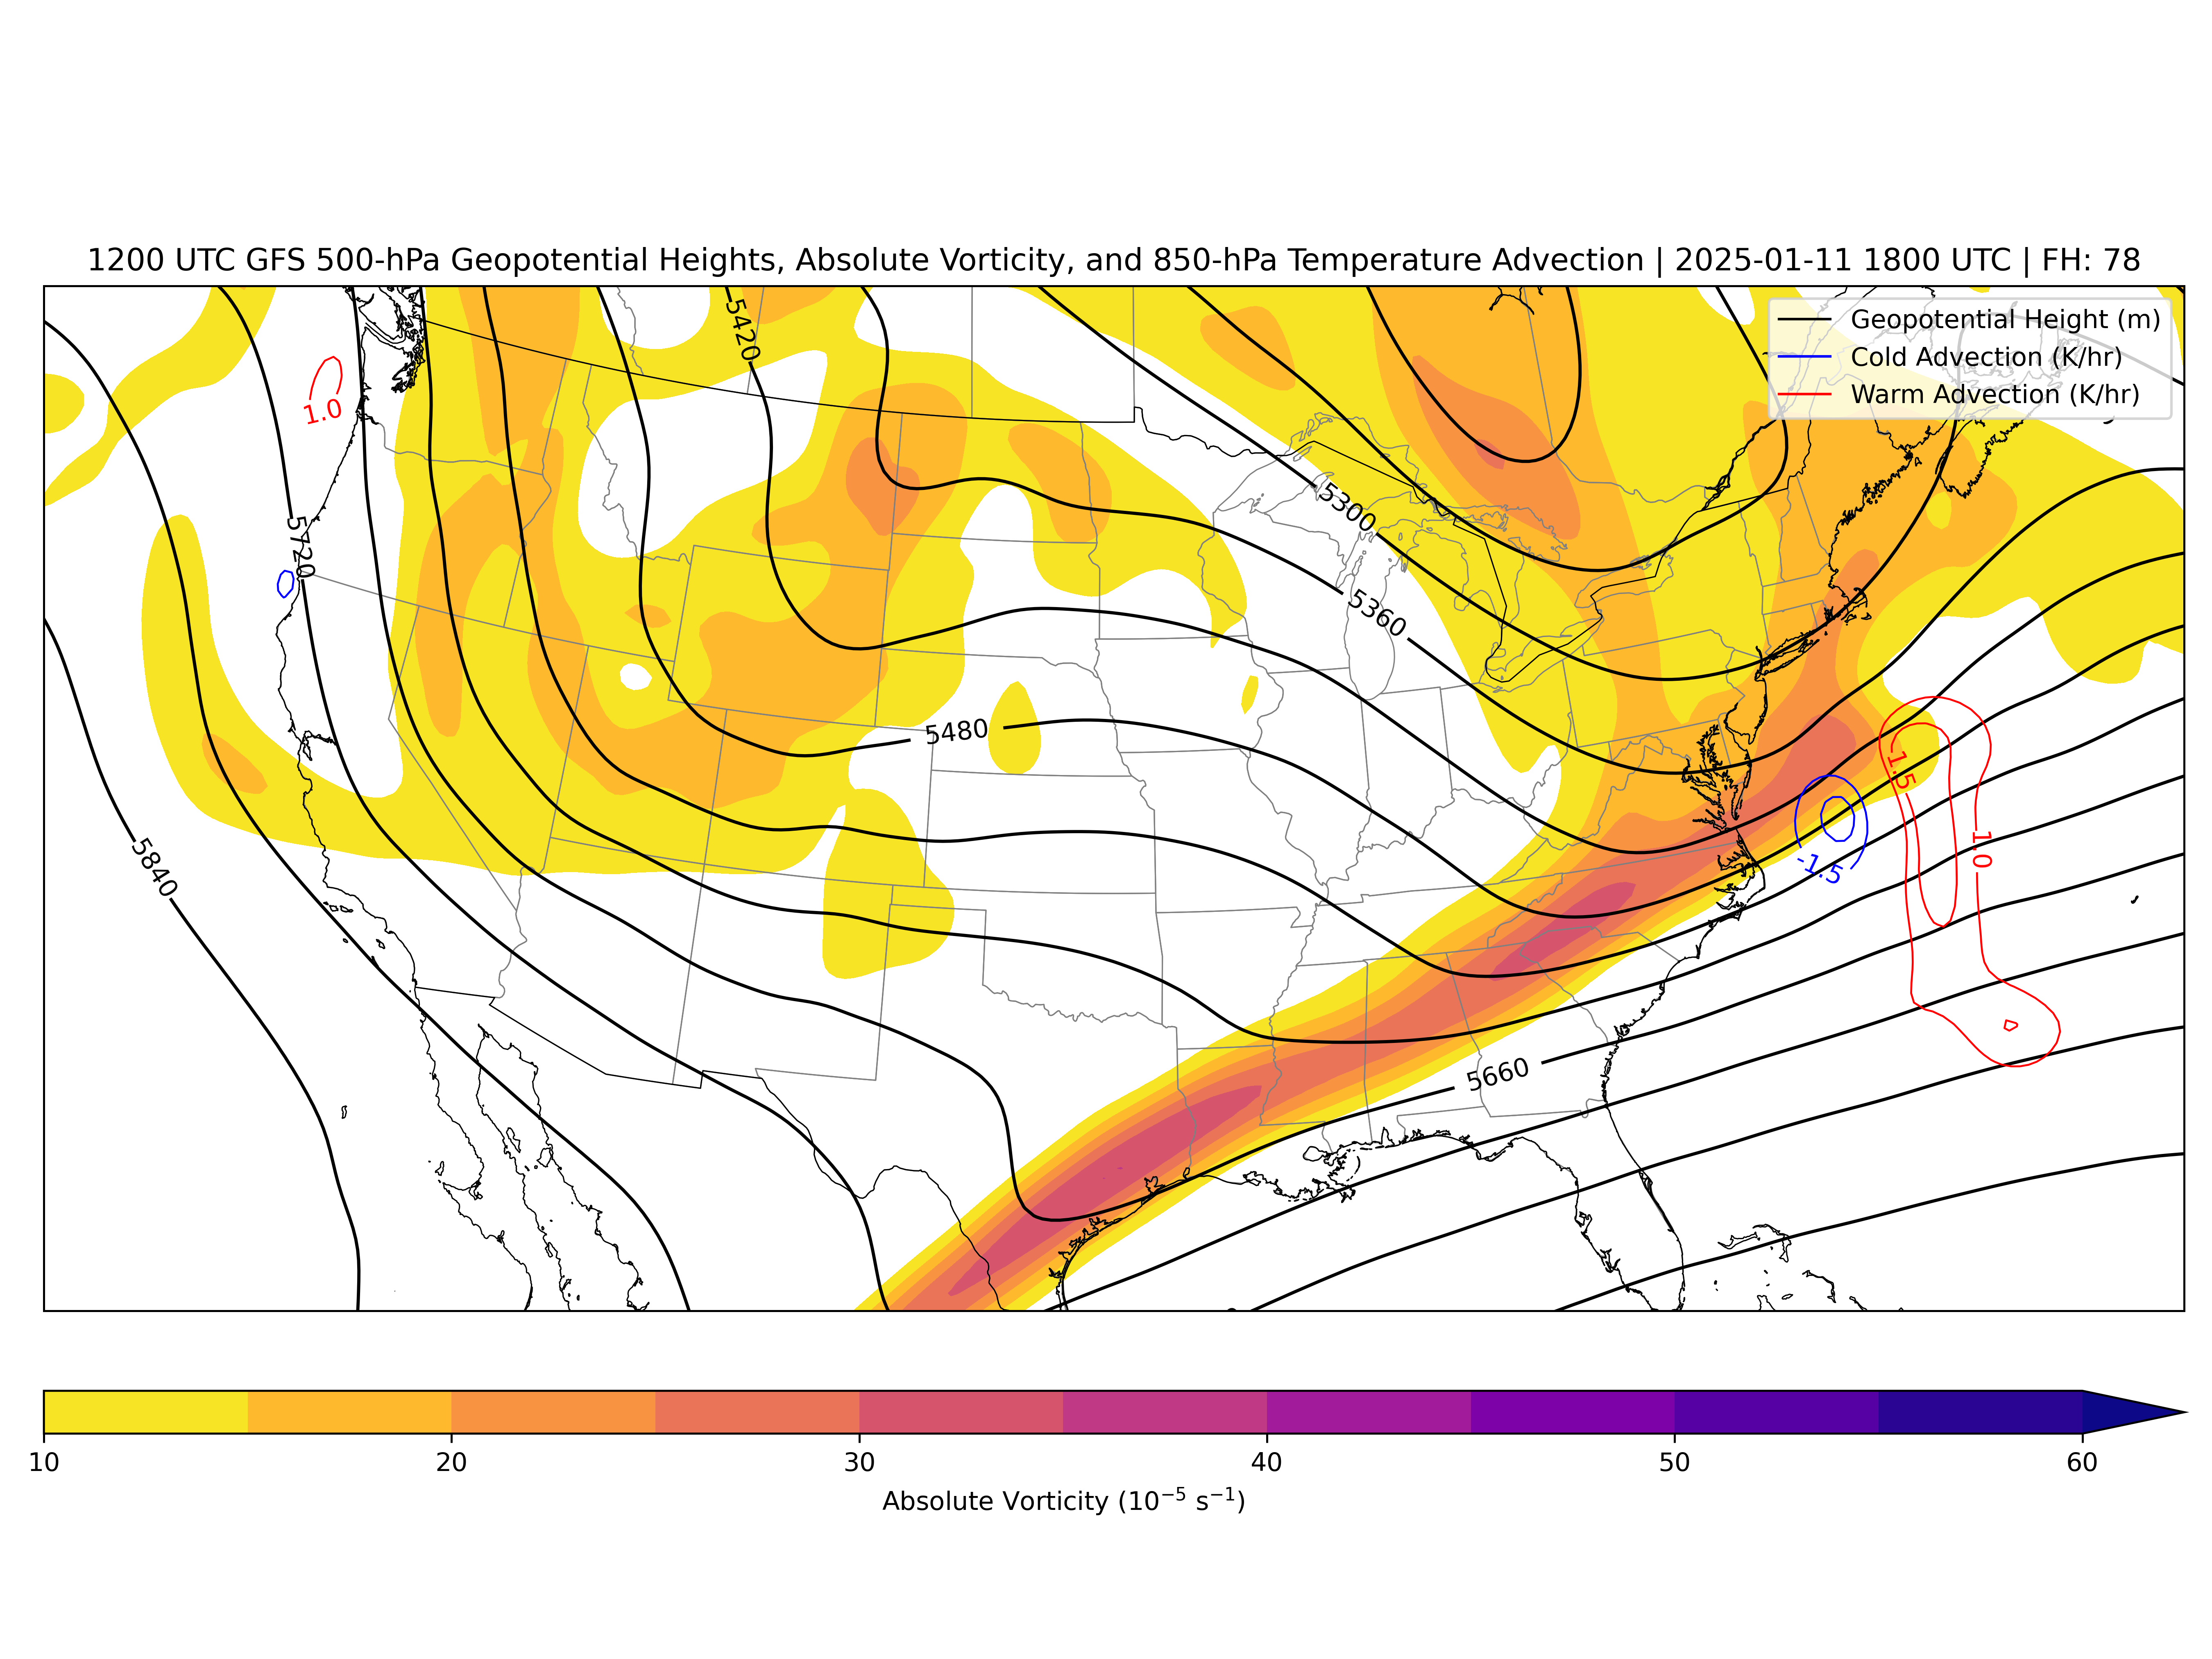 1200 UTC GFS 500-hPa Geopotential Heights, Absolute Vorticity, and 850-hPa Temperature Advection | 2025-01-11 1800 UTC | FH: 78
Geopotential Height (m)
Cold Advection (K/hr)
Warm Advection (K/hr)
5420
1.0
5300
5720
5360
5480
1.5
1.0
-1.5
5840
5660
10 20 30 40 50 60
Absolute Vorticity (10⁻⁵ s⁻¹)